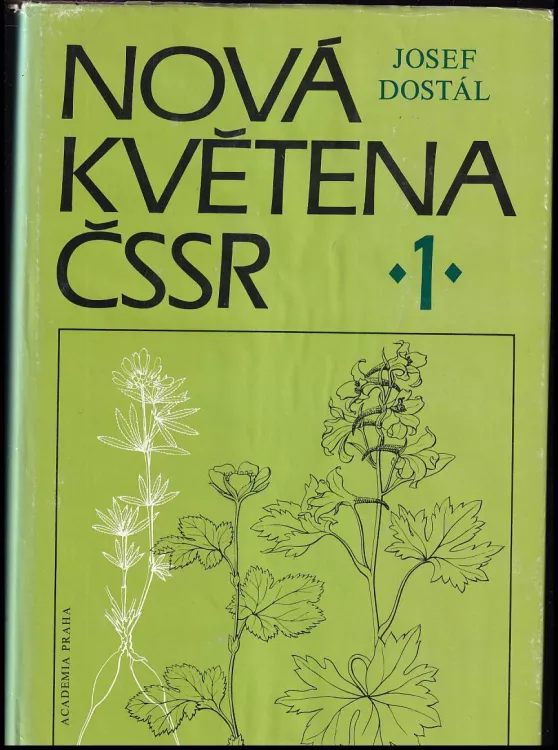 NOVÁ
KVĚTENA
ČSSR
JOSEF
DOSTÁL
•1•
ACADEMIA PRAHA